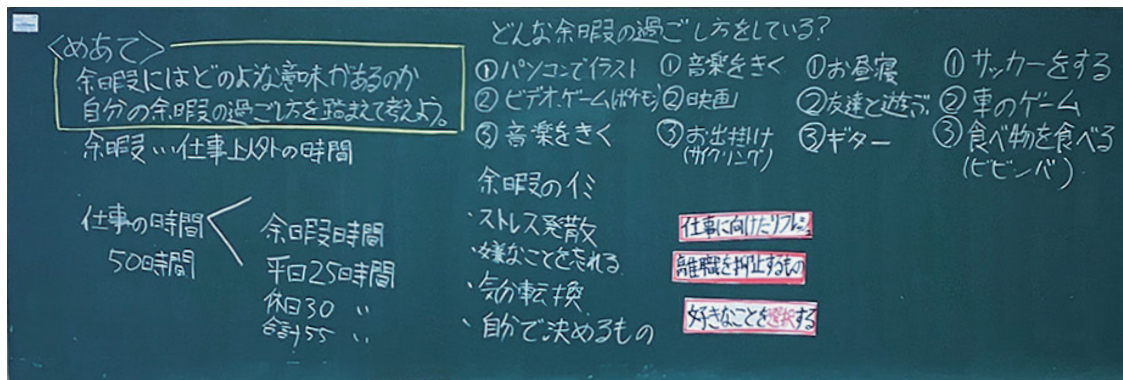 <めあて>
余暇にはどのような意味があるのか
自分の余暇の過ごし方を踏まえて考えよう。
余暇…仕事以外の時間
仕事の時間
50時間
余暇時間
平日25時間
休日30 〃
合計55 〃
どんな余暇の過ごし方をしている?
①パソコンでイラスト
②ビデオゲーム(ポケモン)
③音楽をきく
①音楽をきく
②映画
③お出掛け
(サイクリング)
①お昼寝
②友達と遊ぶ
③ギター
①サッカーをする
②車のゲーム
③食べ物を食べる
(ビビンバ)
余暇のイミ
・ストレス発散
・嫌なことを忘れる
・気分転換
・自分で決めるもの
仕事に向けたリフレッシュ
離職を抑止するもの
好きなことを選択する